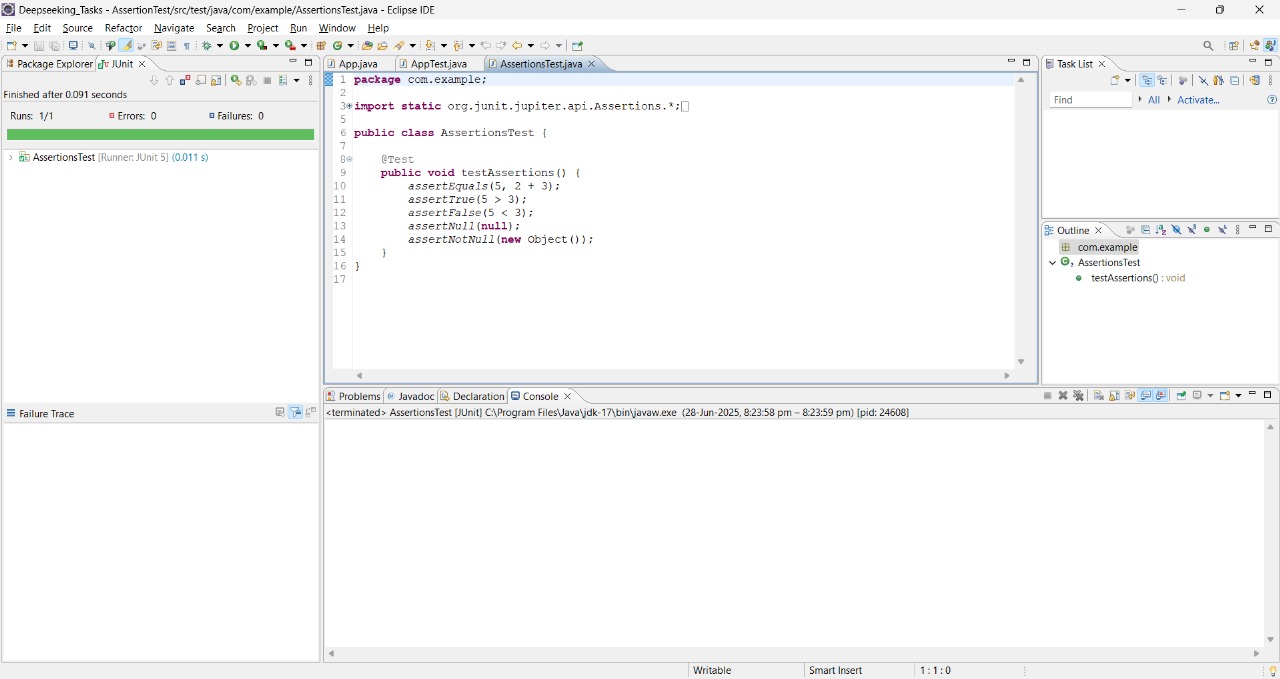 Deepseeking_Tasks - AssertionTest/src/test/java/com/example/AssertionsTest.java - Eclipse IDE
File Edit Source Refactor Navigate Search Project Run Window Help
Package Explorer JUnit
Finished after 0.091 seconds
Runs: 1/1 Errors: 0 Failures: 0
AssertionsTest [Runner: JUnit 5] (0.011 s)
Failure Trace
App.java AppTest.java AssertionsTest.java
1 package com.example;
2
3 import static org.junit.jupiter.api.Assertions.*;
5
6 public class AssertionsTest {
7
8 @Test
9 public void testAssertions() {
10 assertEquals(5, 2 + 3);
11 assertTrue(5 > 3);
12 assertFalse(5 < 3);
13 assertNull(null);
14 assertNotNull(new Object());
15 }
16 }
17
Task List
Find All Activate...
Outline
com.example
AssertionsTest
testAssertions() : void
Problems Javadoc Declaration Console
<terminated> AssertionsTest [JUnit] C:\Program Files\Java\jdk-17\bin\javaw.exe (28-Jun-2025, 8:23:58 pm – 8:23:59 pm) [pid: 24608]
Writable Smart Insert 1 : 1 : 0